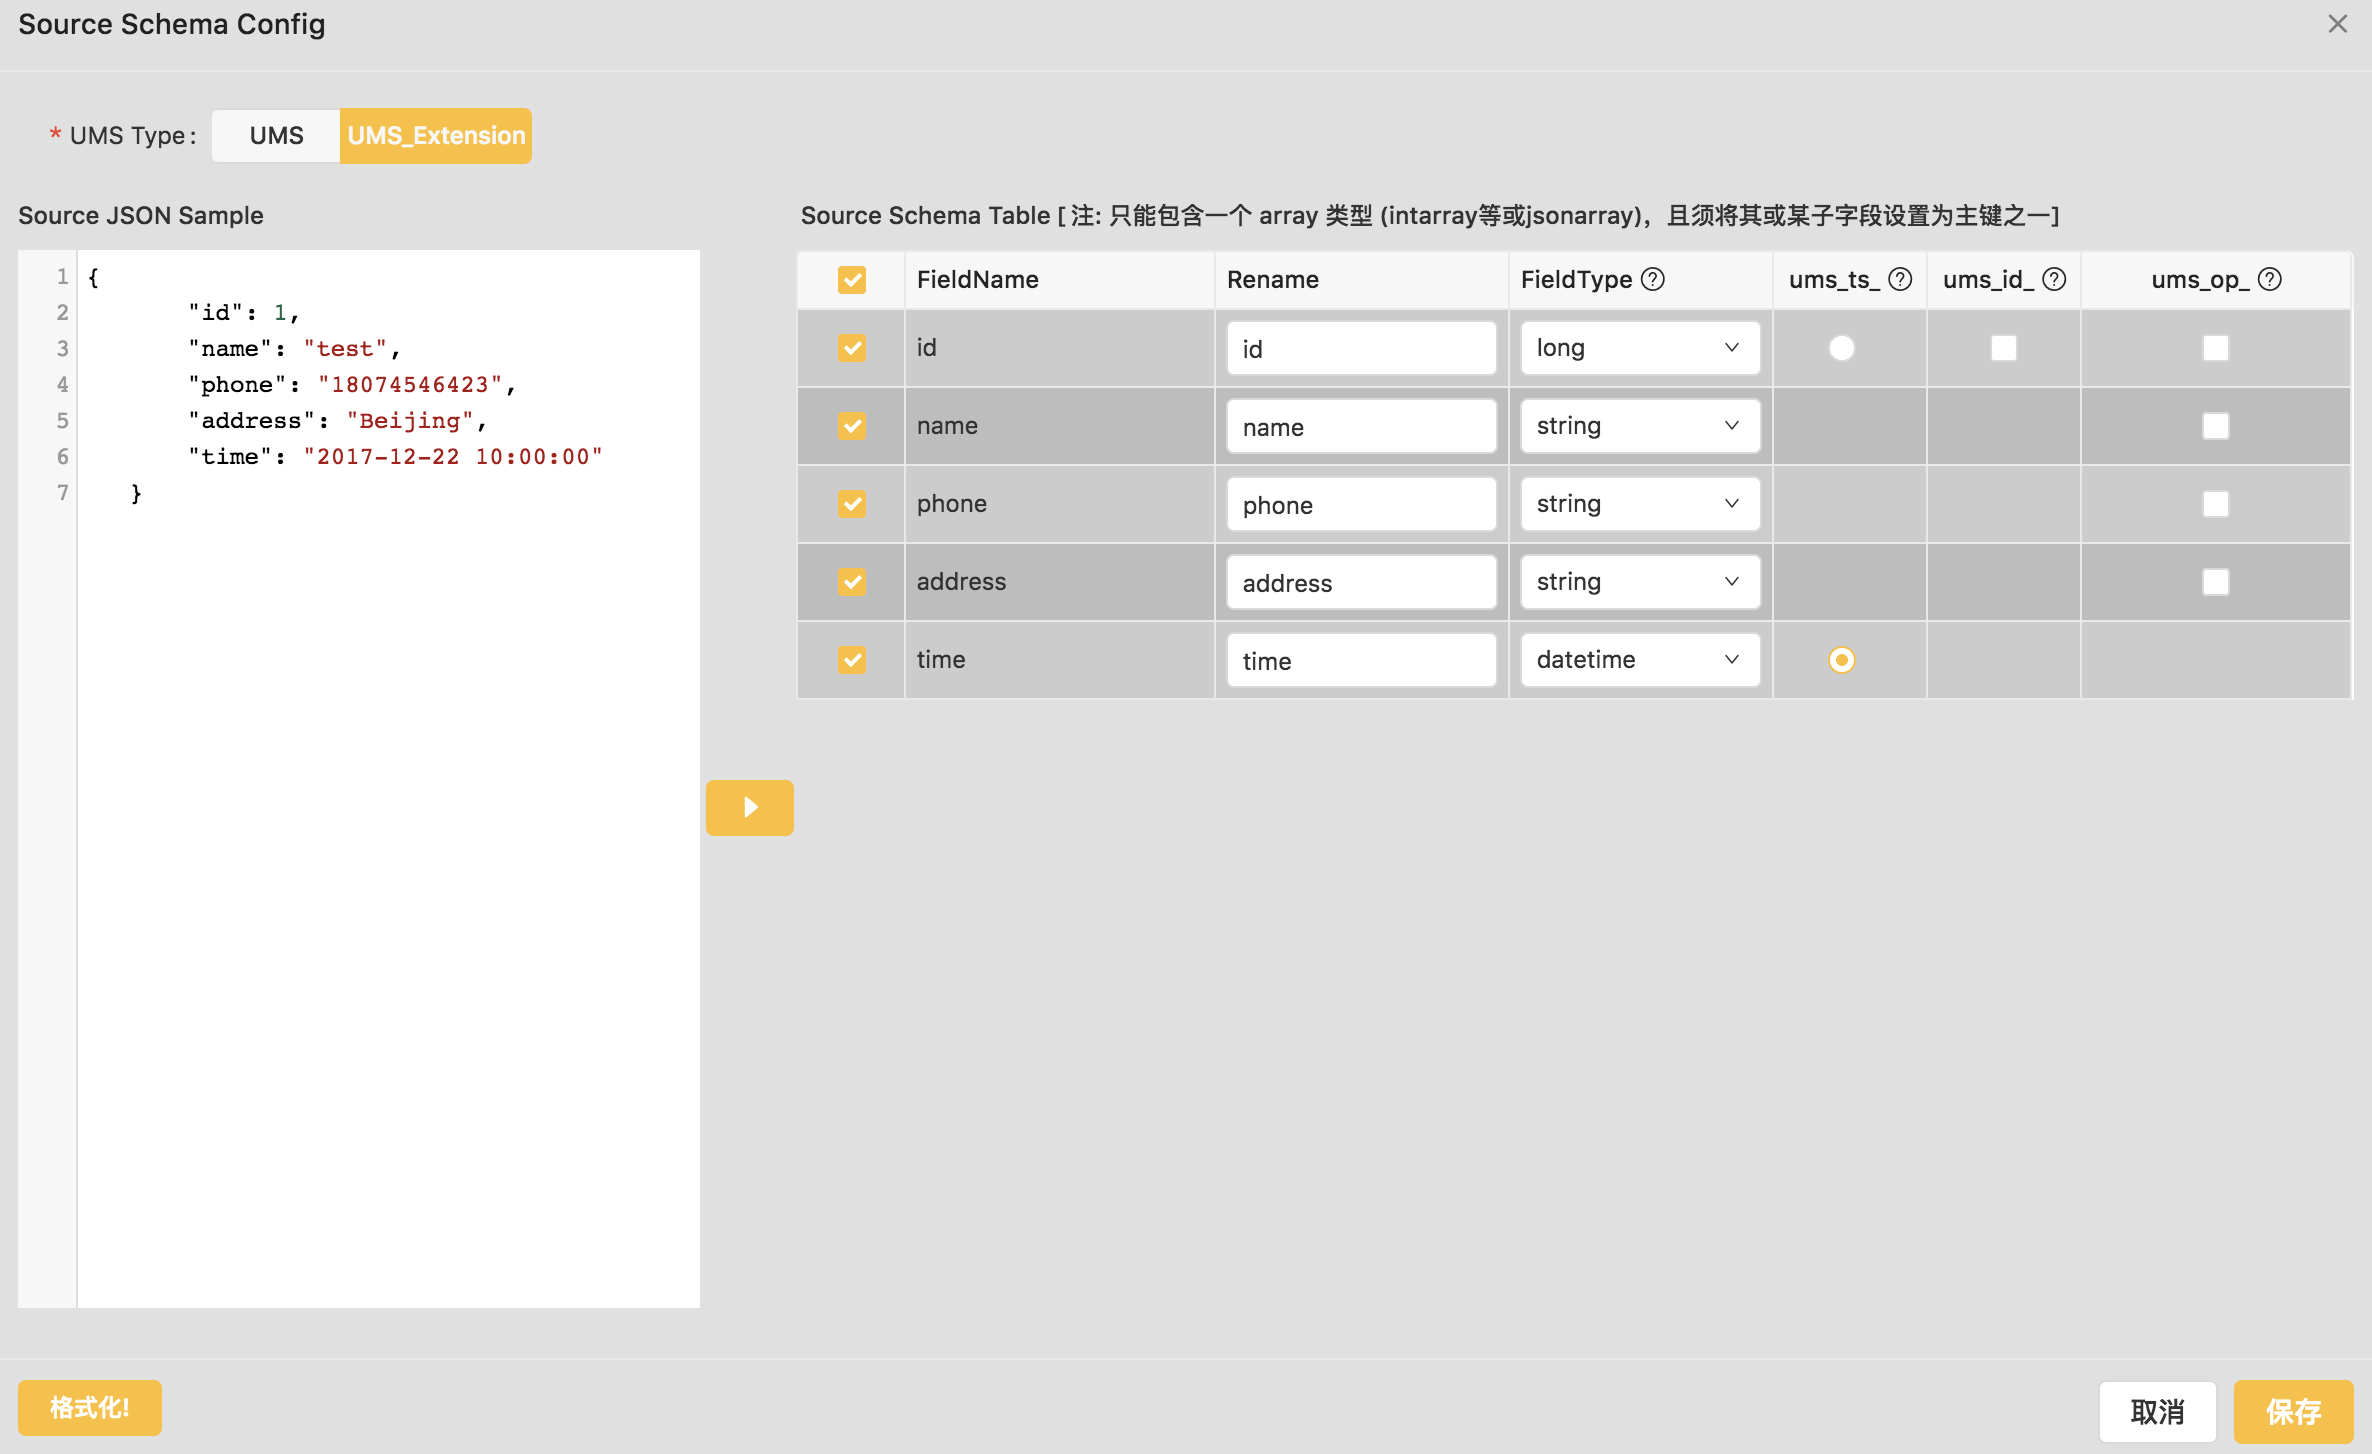 Source Schema Config
* UMS Type: UMS UMS_Extension
Source JSON Sample
1 {
2 "id": 1,
3 "name": "test",
4 "phone": "18074546423",
5 "address": "Beijing",
6 "time": "2017-12-22 10:00:00"
7 }
Source Schema Table [ 注: 只能包含一个 array 类型 (intarray等或jsonarray)，且须将其或某子字段设置为主键之一]
FieldName Rename FieldType ? ums_ts_ ? ums_id_ ? ums_op_ ?
id id long
name name string
phone phone string
address address string
time time datetime
格式化! 取消 保存